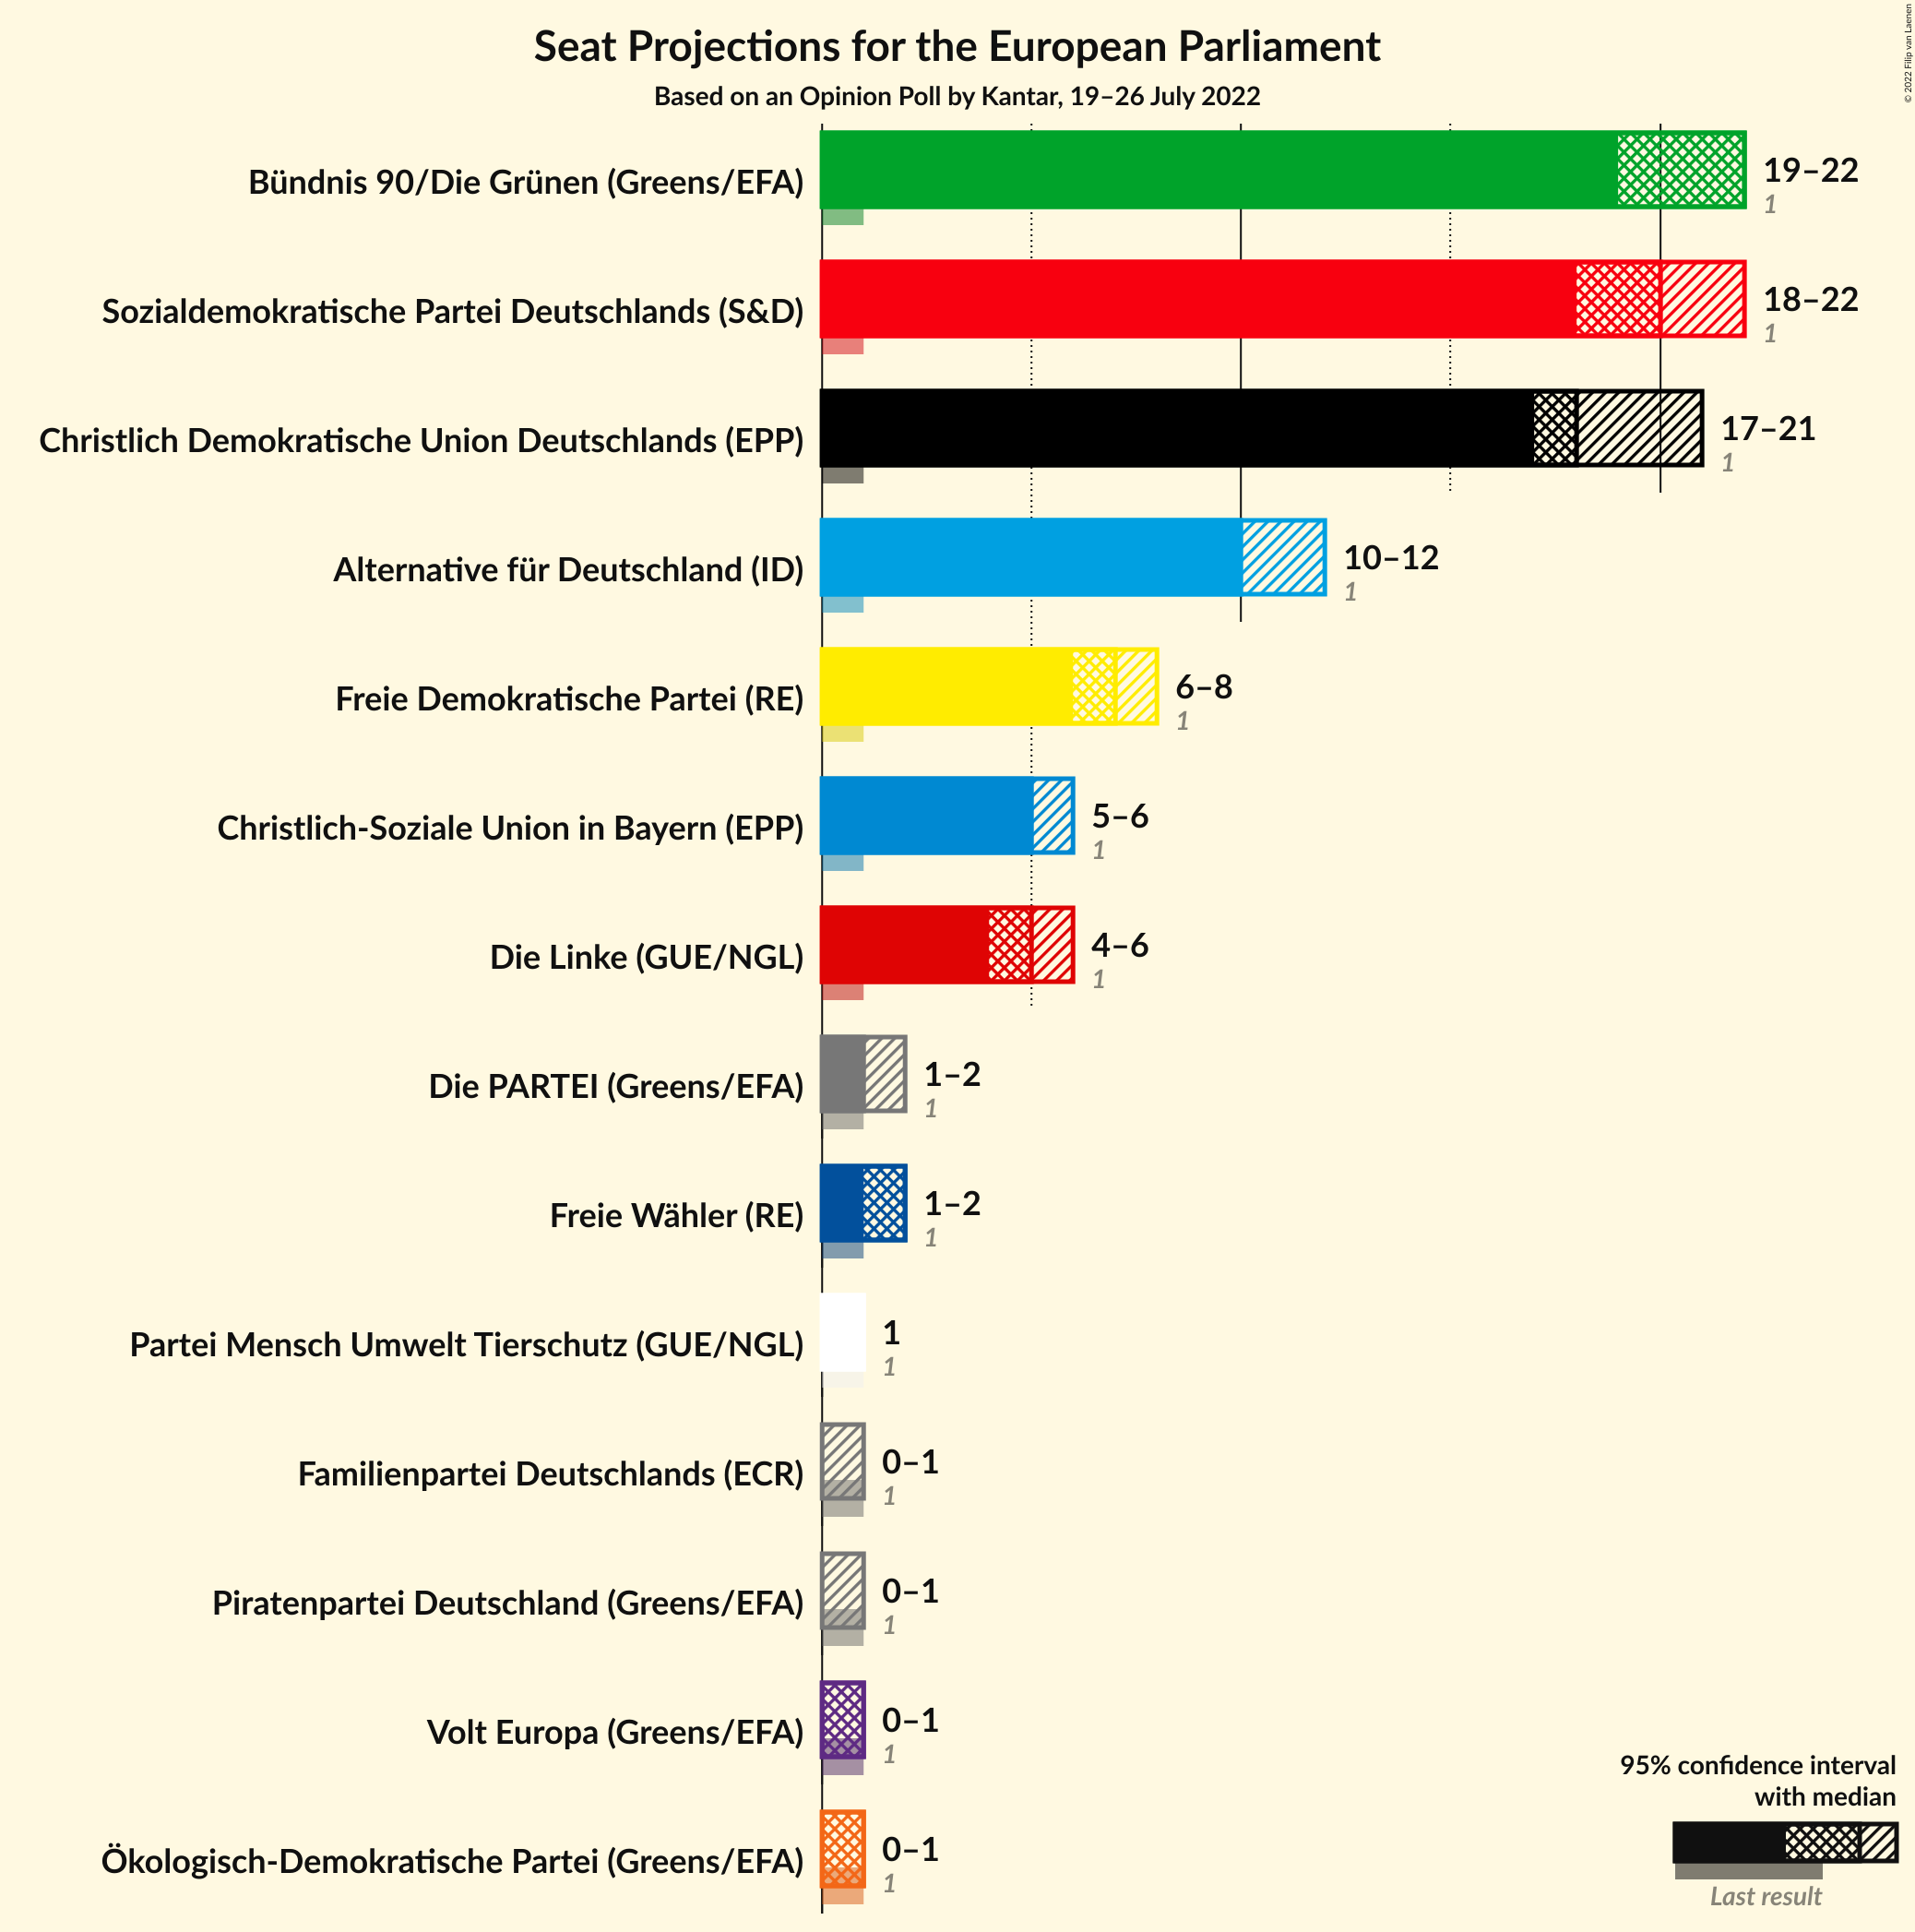 © 2022 Filip van Laenen
Seat Projections for the European Parliament
Based on an Opinion Poll by Kantar, 19–26 July 2022
Bündnis 90/Die Grünen (Greens/EFA)
19–22
1
Sozialdemokratische Partei Deutschlands (S&D)
18–22
1
Christlich Demokratische Union Deutschlands (EPP)
17–21
1
Alternative für Deutschland (ID)
10–12
1
Freie Demokratische Partei (RE)
6–8
1
Christlich-Soziale Union in Bayern (EPP)
5–6
1
Die Linke (GUE/NGL)
4–6
1
Die PARTEI (Greens/EFA)
1–2
1
Freie Wähler (RE)
1–2
1
Partei Mensch Umwelt Tierschutz (GUE/NGL)
1
1
Familienpartei Deutschlands (ECR)
0–1
1
Piratenpartei Deutschland (Greens/EFA)
0–1
1
Volt Europa (Greens/EFA)
0–1
1
Ökologisch-Demokratische Partei (Greens/EFA)
0–1
1
95% confidence interval
with median
Last result